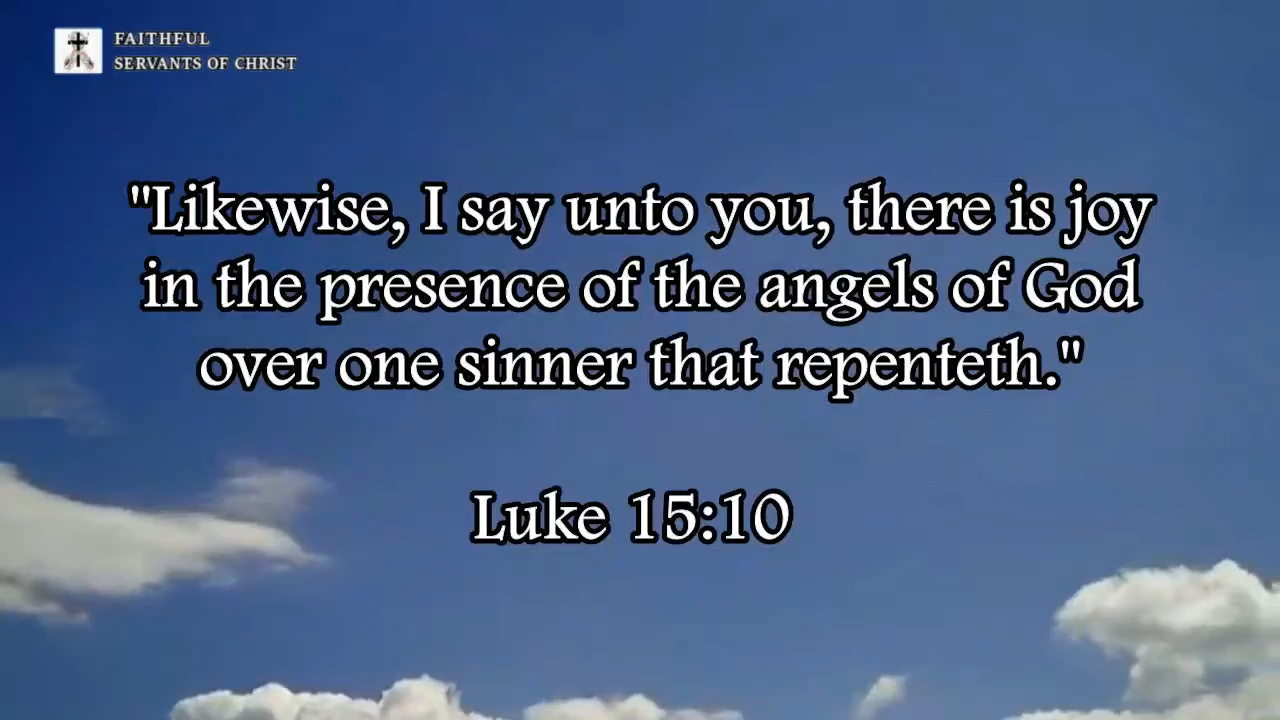 FAITHFUL
SERVANTS OF CHRIST
"Likewise, I say unto you, there is joy
in the presence of the angels of God
over one sinner that repenteth."
Luke 15:10